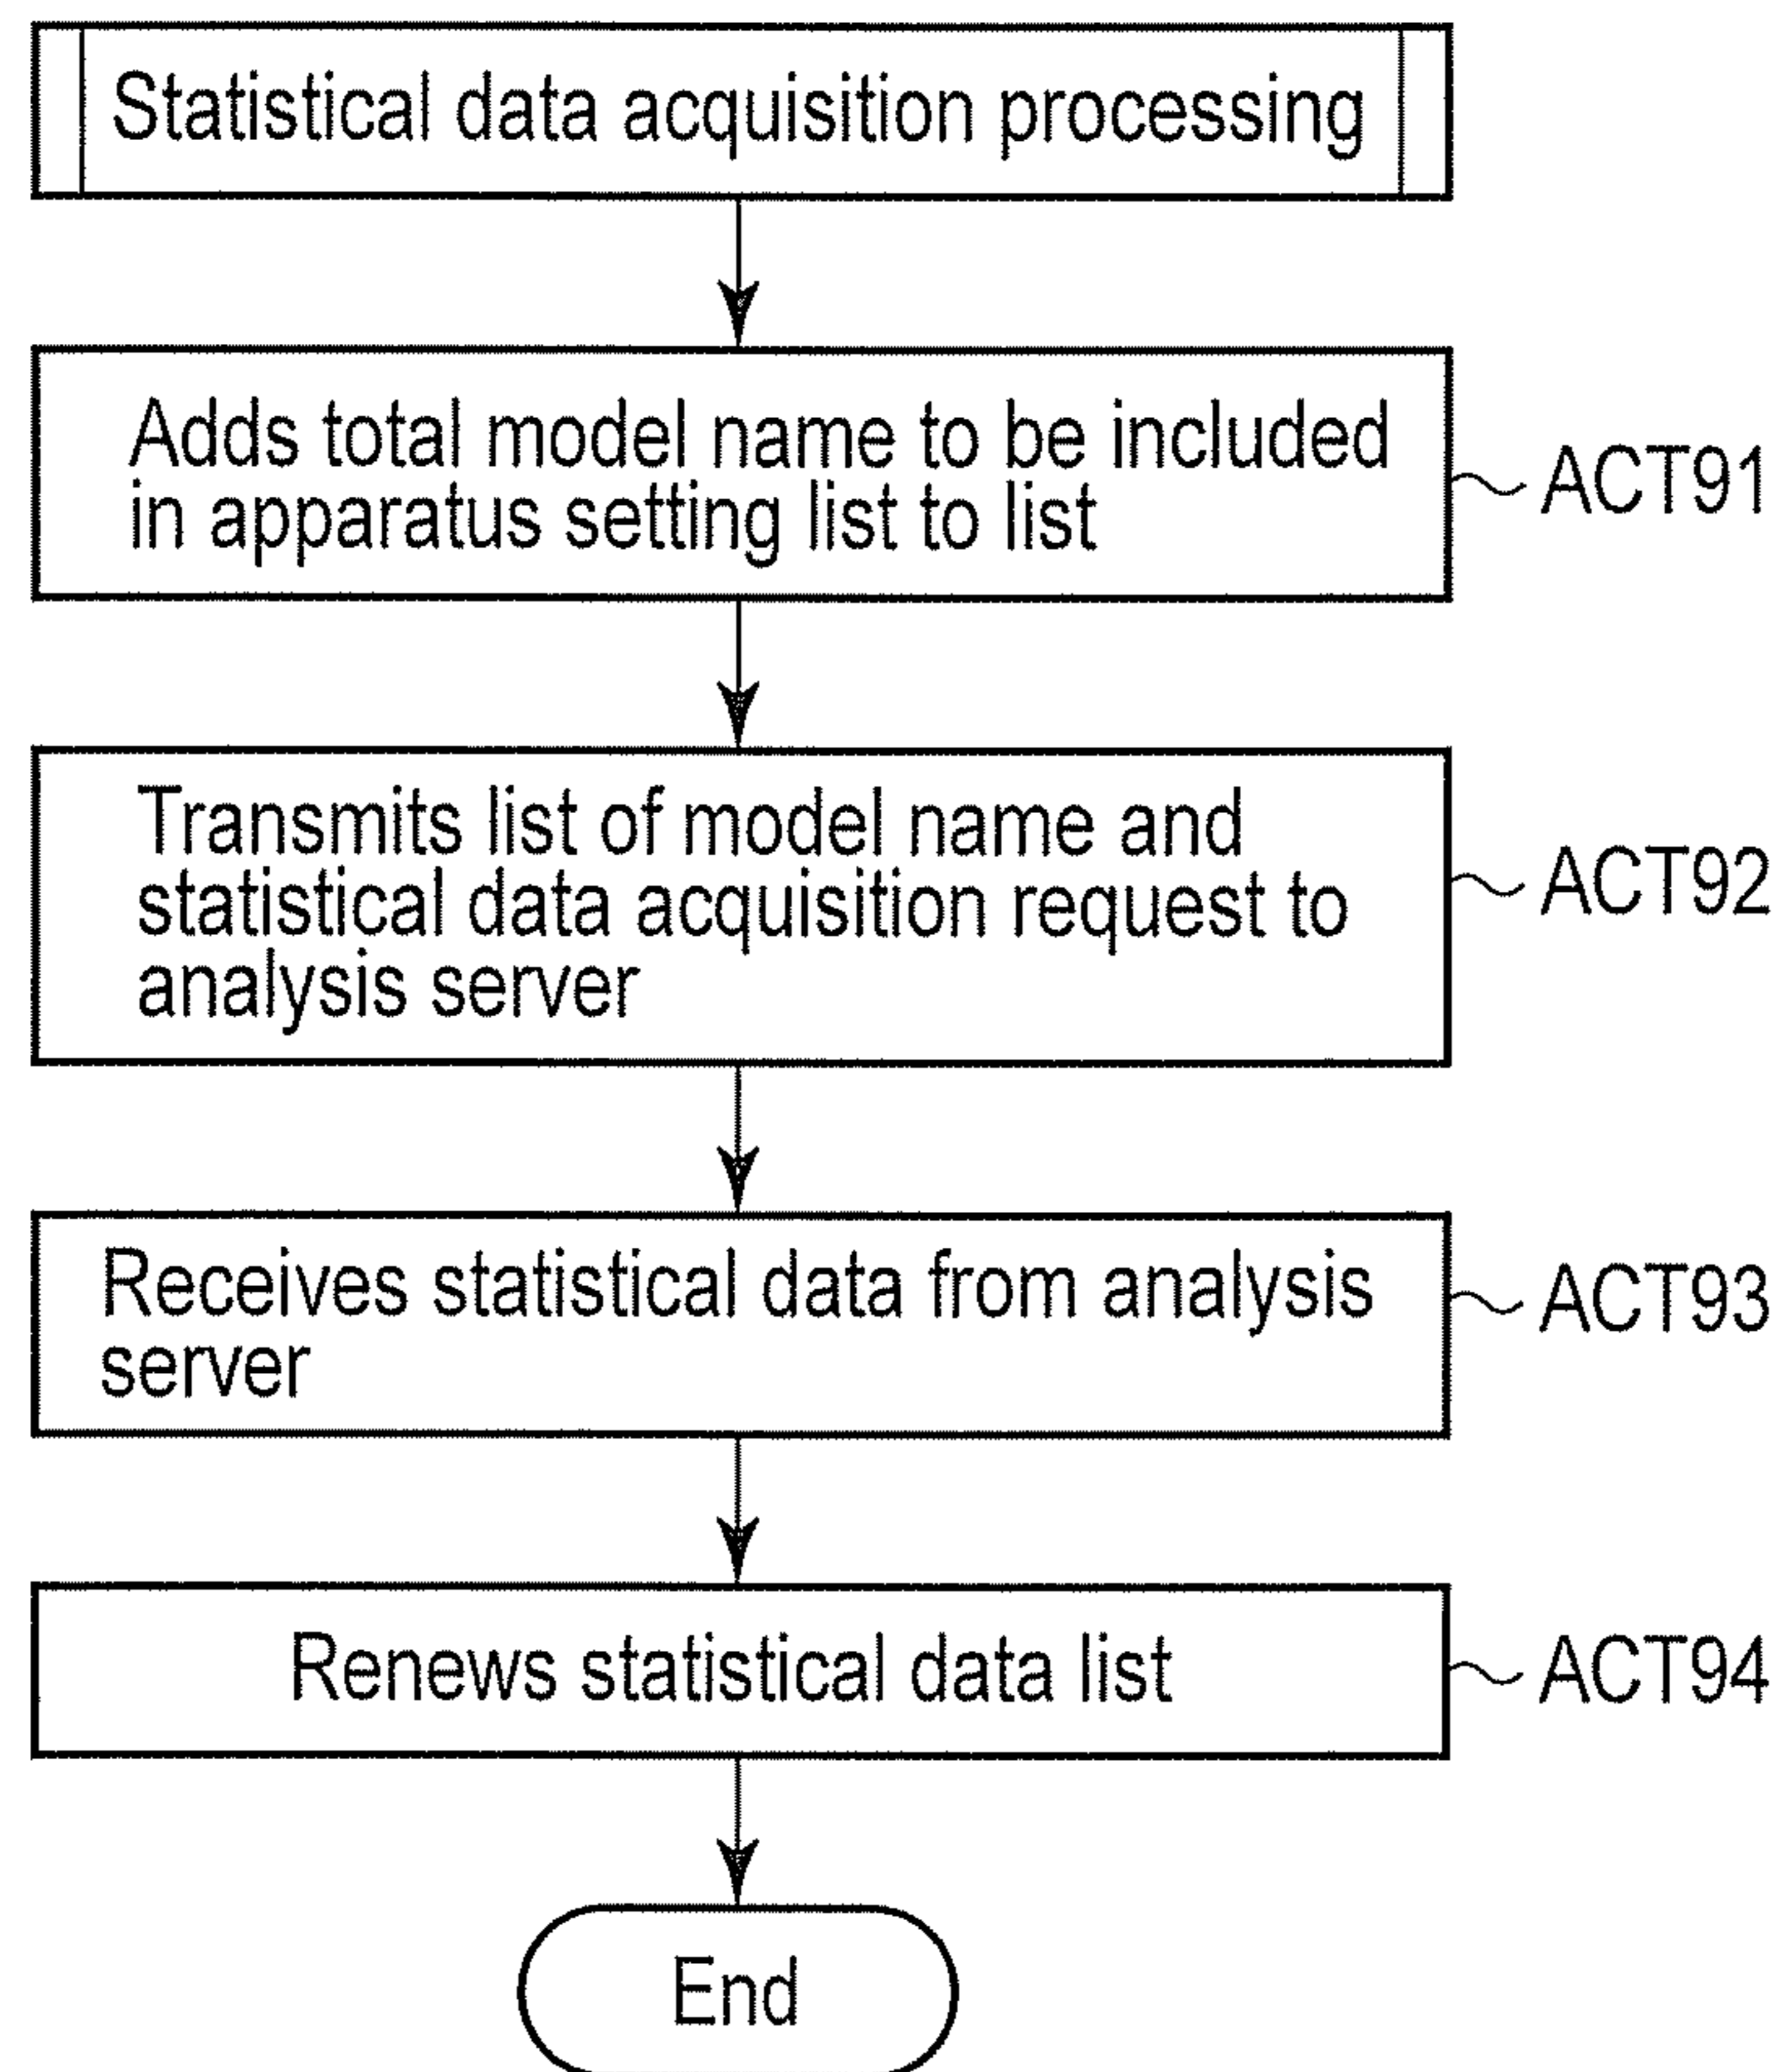 Statistical data acquisition processing
Adds total model name to be included
in apparatus setting list to list
ACT91
Transmits list of model name and
statistical data acquisition request to
analysis server
ACT92
Receives statistical data from analysis
server
ACT93
Renews statistical data list
ACT94
End